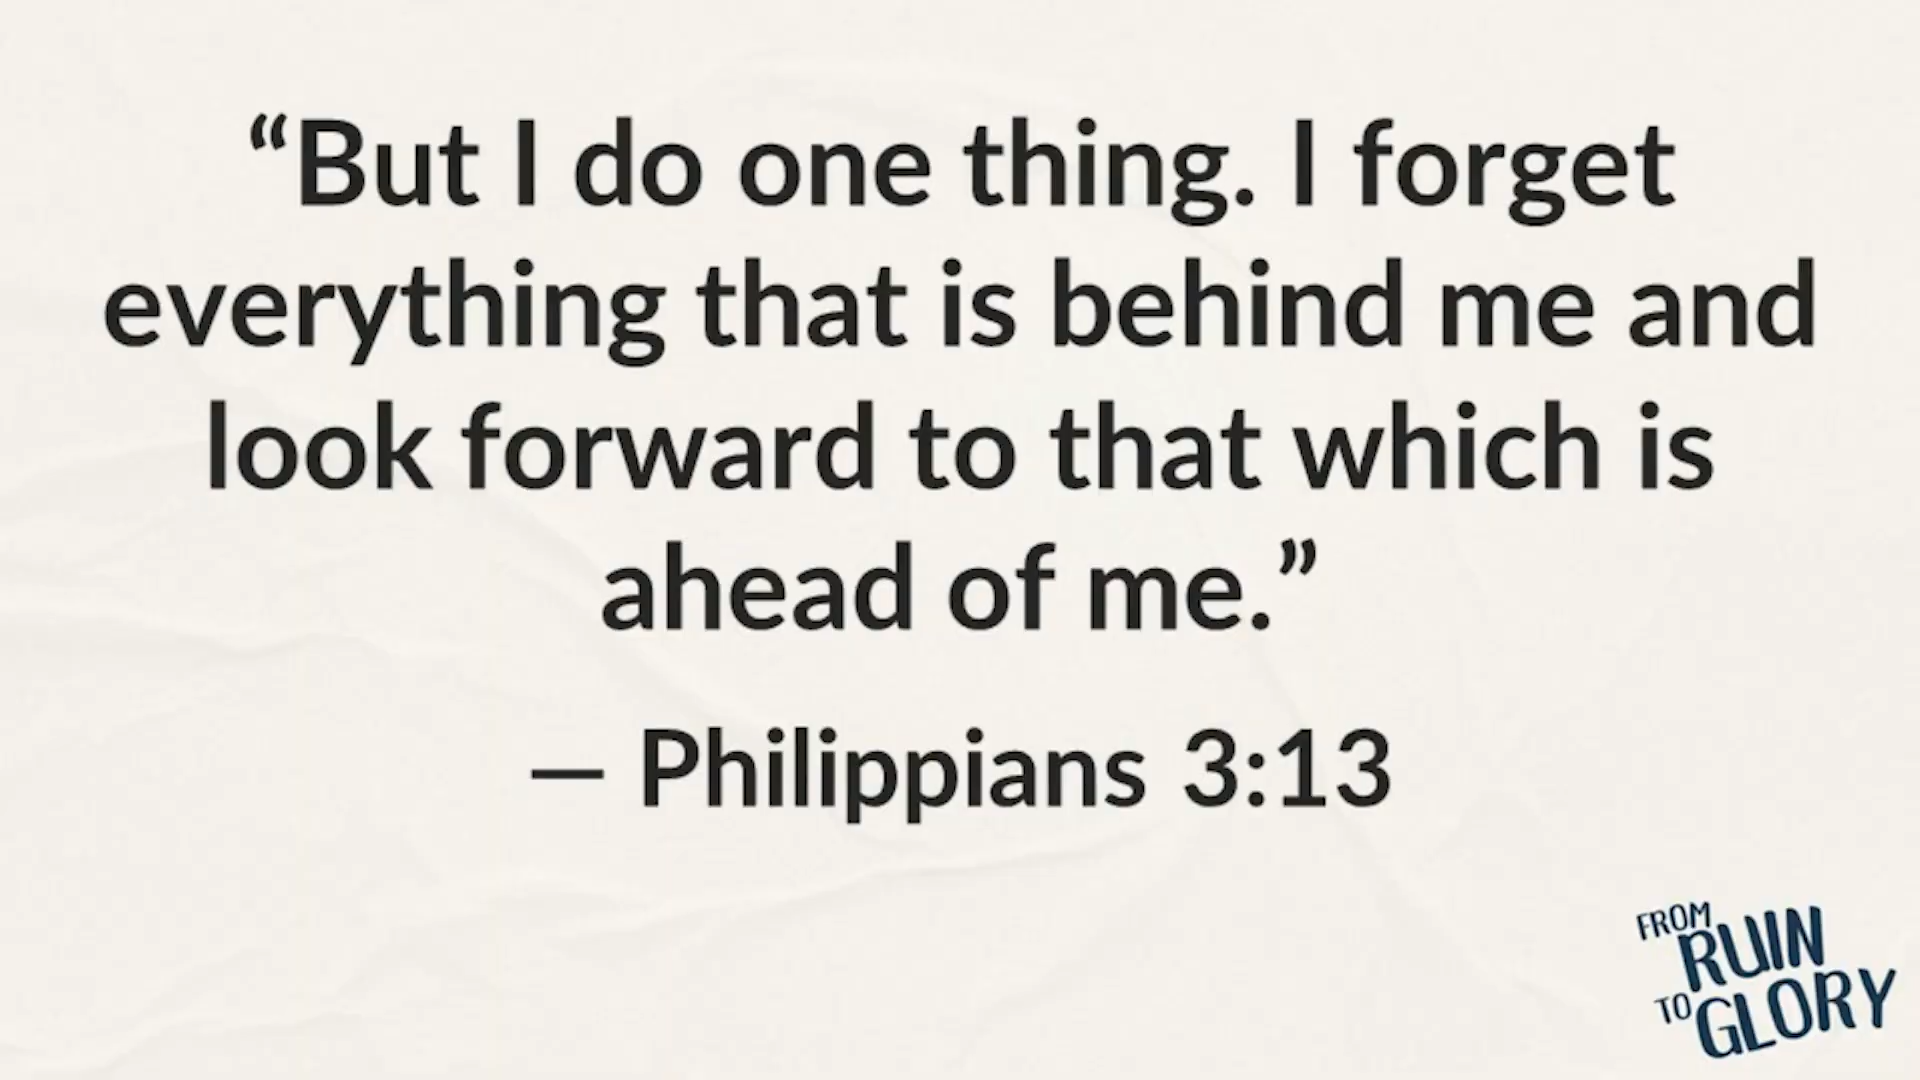 “But I do one thing. I forget
everything that is behind me and
look forward to that which is
ahead of me.”
— Philippians 3:13
FROM
RUIN
TO
GLORY